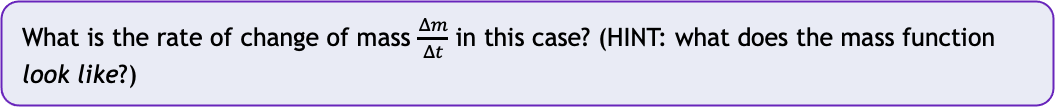 What is the rate of change of mass Δm/Δt in this case? (HINT: what does the mass function
look like?)